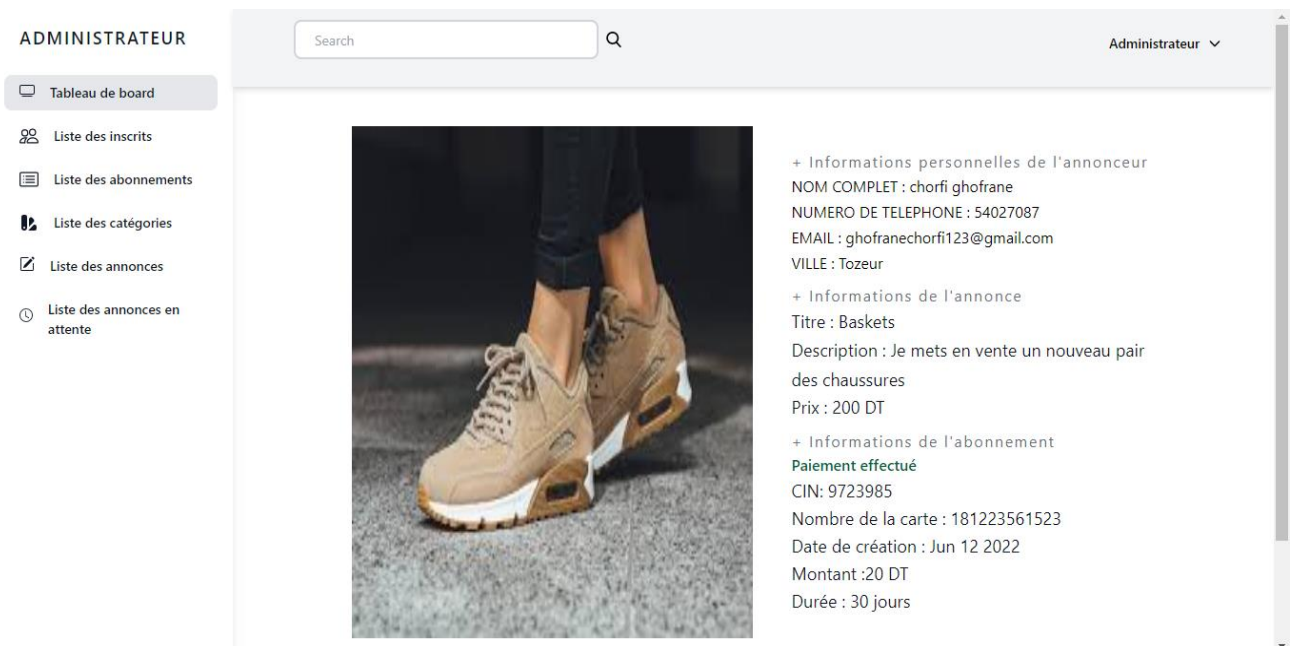 ADMINISTRATEUR
Tableau de board
Liste des inscrits
Liste des abonnements
Liste des catégories
Liste des annonces
Liste des annonces en
attente
Search
Administrateur
+ Informations personnelles de l'annonceur
NOM COMPLET : chorfi ghofrane
NUMERO DE TELEPHONE : 54027087
EMAIL : ghofranechorfi123@gmail.com
VILLE : Tozeur
+ Informations de l'annonce
Titre : Baskets
Description : Je mets en vente un nouveau pair
des chaussures
Prix : 200 DT
+ Informations de l'abonnement
Paiement effectué
CIN: 9723985
Nombre de la carte : 181223561523
Date de création : Jun 12 2022
Montant :20 DT
Durée : 30 jours